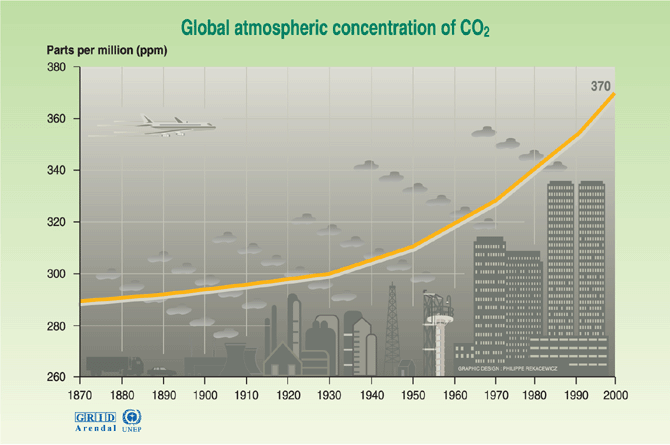 Global atmospheric concentration of CO₂
Parts per million (ppm)
380
360
340
320
300
280
260
370
1870 1880 1890 1900 1910 1920 1930 1940 1950 1960 1970 1980 1990 2000
GRAPHIC DESIGN : PHILIPPE REKACEWICZ
GRID
Arendal UNEP